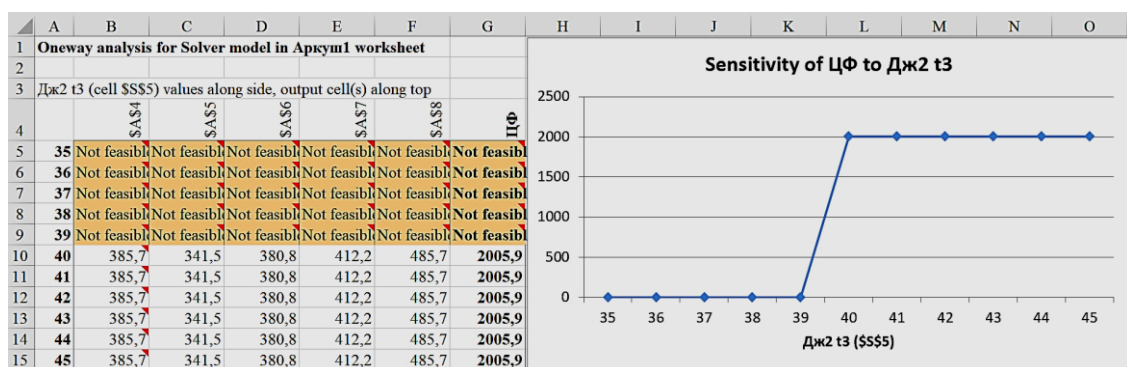 A B C D E F G H I J K L M N O
1 Oneway analysis for Solver model in Аркуш1 worksheet
2
3 Дж2 t3 (cell $S$5) values along side, output cell(s) along top
4 $A$4 $A$5 $A$6 $A$7 $A$8 ЦФ
5 35 Not feasibl Not feasibl Not feasibl Not feasibl Not feasibl Not feasibl
6 36 Not feasibl Not feasibl Not feasibl Not feasibl Not feasibl Not feasibl
7 37 Not feasibl Not feasibl Not feasibl Not feasibl Not feasibl Not feasibl
8 38 Not feasibl Not feasibl Not feasibl Not feasibl Not feasibl Not feasibl
9 39 Not feasibl Not feasibl Not feasibl Not feasibl Not feasibl Not feasibl
10 40 385,7 341,5 380,8 412,2 485,7 2005,9
11 41 385,7 341,5 380,8 412,2 485,7 2005,9
12 42 385,7 341,5 380,8 412,2 485,7 2005,9
13 43 385,7 341,5 380,8 412,2 485,7 2005,9
14 44 385,7 341,5 380,8 412,2 485,7 2005,9
15 45 385,7 341,5 380,8 412,2 485,7 2005,9
Sensitivity of ЦФ to Дж2 t3
2500
2000
1500
1000
500
0
35 36 37 38 39 40 41 42 43 44 45
Дж2 t3 ($S$5)